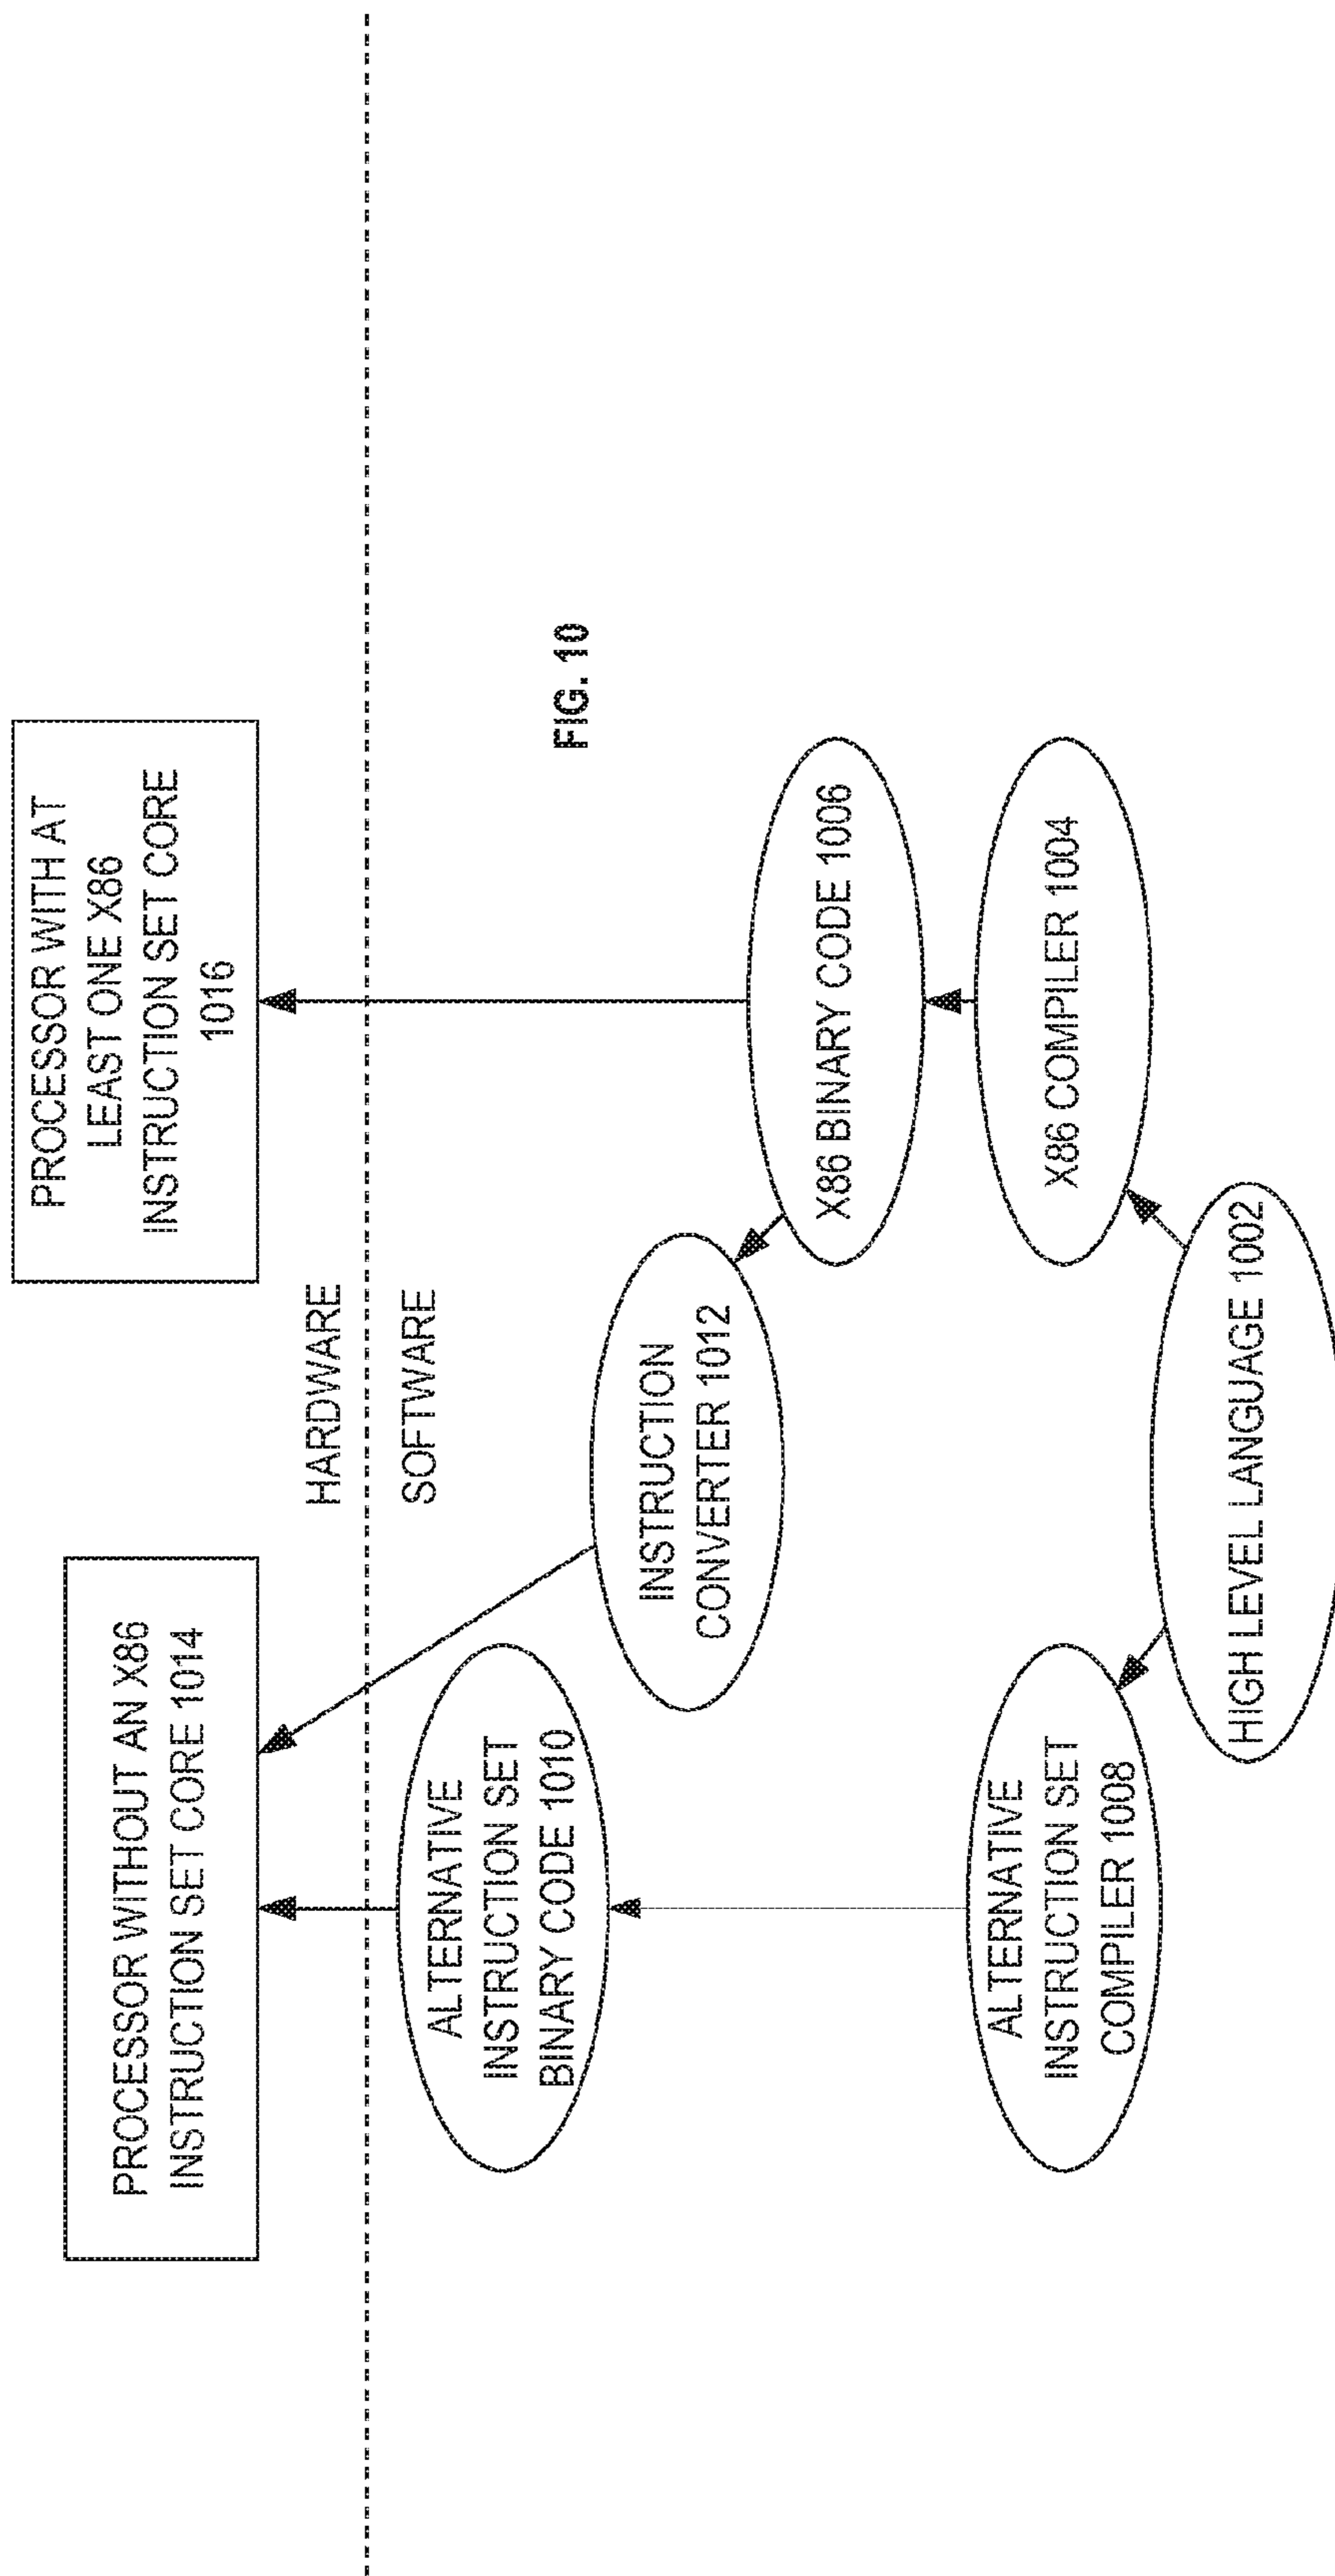 PROCESSOR WITHOUT AN X86
INSTRUCTION SET CORE 1014
PROCESSOR WITH AT
LEAST ONE X86
INSTRUCTION SET CORE
1016
HARDWARE
SOFTWARE
ALTERNATIVE
INSTRUCTION SET
BINARY CODE 1010
INSTRUCTION
CONVERTER 1012
FIG. 10
X86 BINARY CODE 1006
ALTERNATIVE
INSTRUCTION SET
COMPILER 1008
X86 COMPILER 1004
HIGH LEVEL LANGUAGE 1002